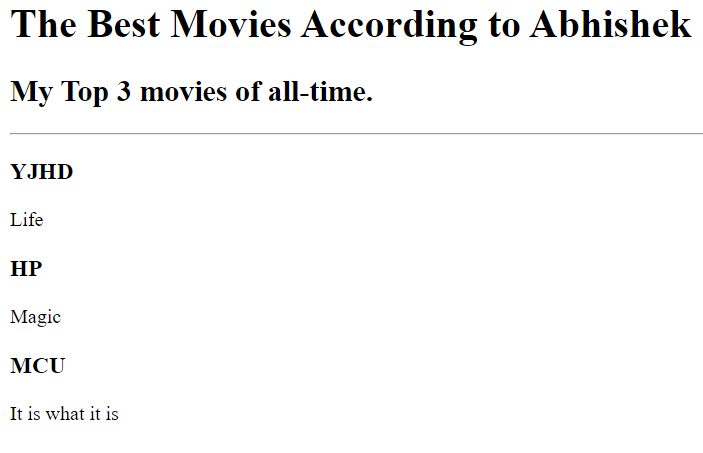 The Best Movies According to Abhishek
My Top 3 movies of all-time.
YJHD
Life
HP
Magic
MCU
It is what it is